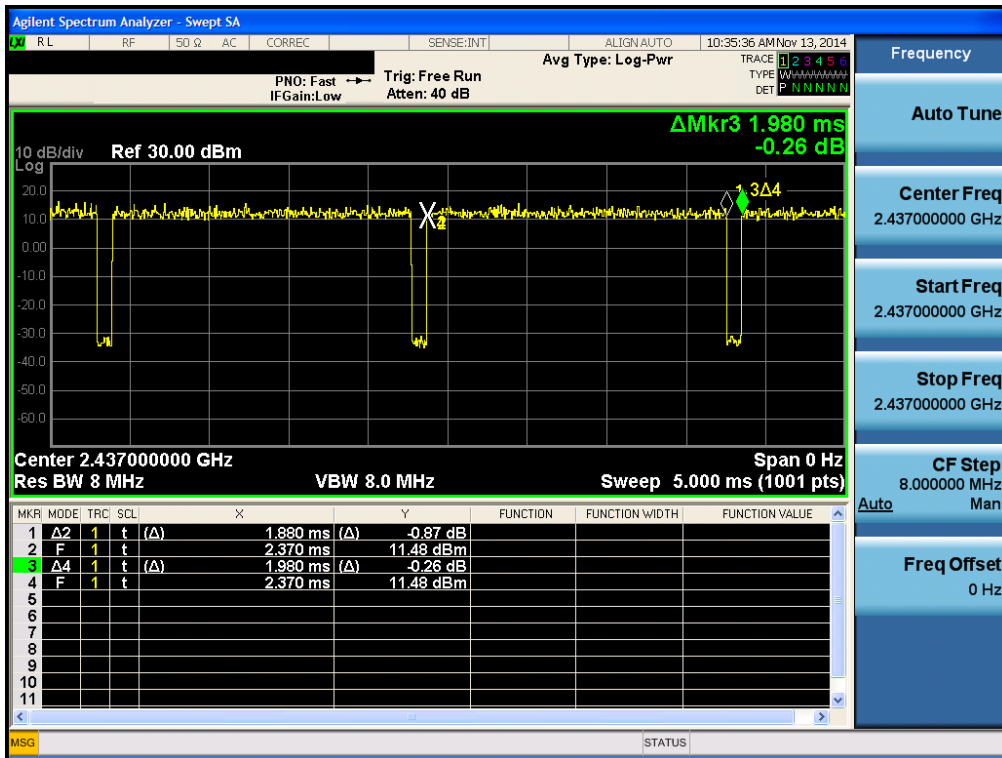 Agilent Spectrum Analyzer - Swept SA
LXI RL RF 50 Ω AC CORREC SENSE:INT ALIGN AUTO 10:35:36 AM Nov 13, 2014
Avg Type: Log-Pwr TRACE 1 2 3 4 5 6
PNO: Fast Trig: Free Run TYPE W
IFGain:Low Atten: 40 dB DET P N N N N N
ΔMkr3 1.980 ms
-0.26 dB
10 dB/div Ref 30.00 dBm
Log
3Δ4
20.0
10.0
0.00
-10.0
-20.0
-30.0
-40.0
-50.0
-60.0
Center 2.437000000 GHz Span 0 Hz
Res BW 8 MHz VBW 8.0 MHz Sweep 5.000 ms (1001 pts)
MKR MODE TRC SCL X Y FUNCTION FUNCTION WIDTH FUNCTION VALUE
1 Δ2 1 t (Δ) 1.880 ms (Δ) -0.87 dB
2 F 1 t 2.370 ms 11.48 dBm
3 Δ4 1 t (Δ) 1.980 ms (Δ) -0.26 dB
4 F 1 t 2.370 ms 11.48 dBm
5
6
7
8
9
10
11
MSG STATUS
Frequency
Auto Tune
Center Freq
2.437000000 GHz
Start Freq
2.437000000 GHz
Stop Freq
2.437000000 GHz
CF Step
8.000000 MHz
Auto Man
Freq Offset
0 Hz